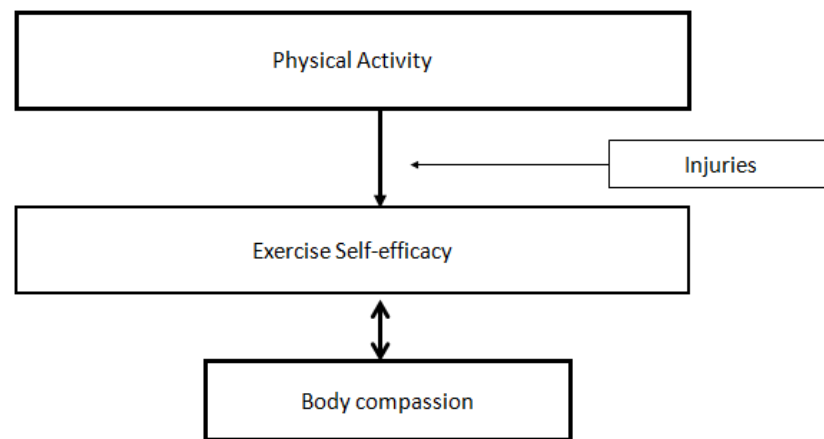 Physical Activity
Injuries
Exercise Self-efficacy
Body compassion